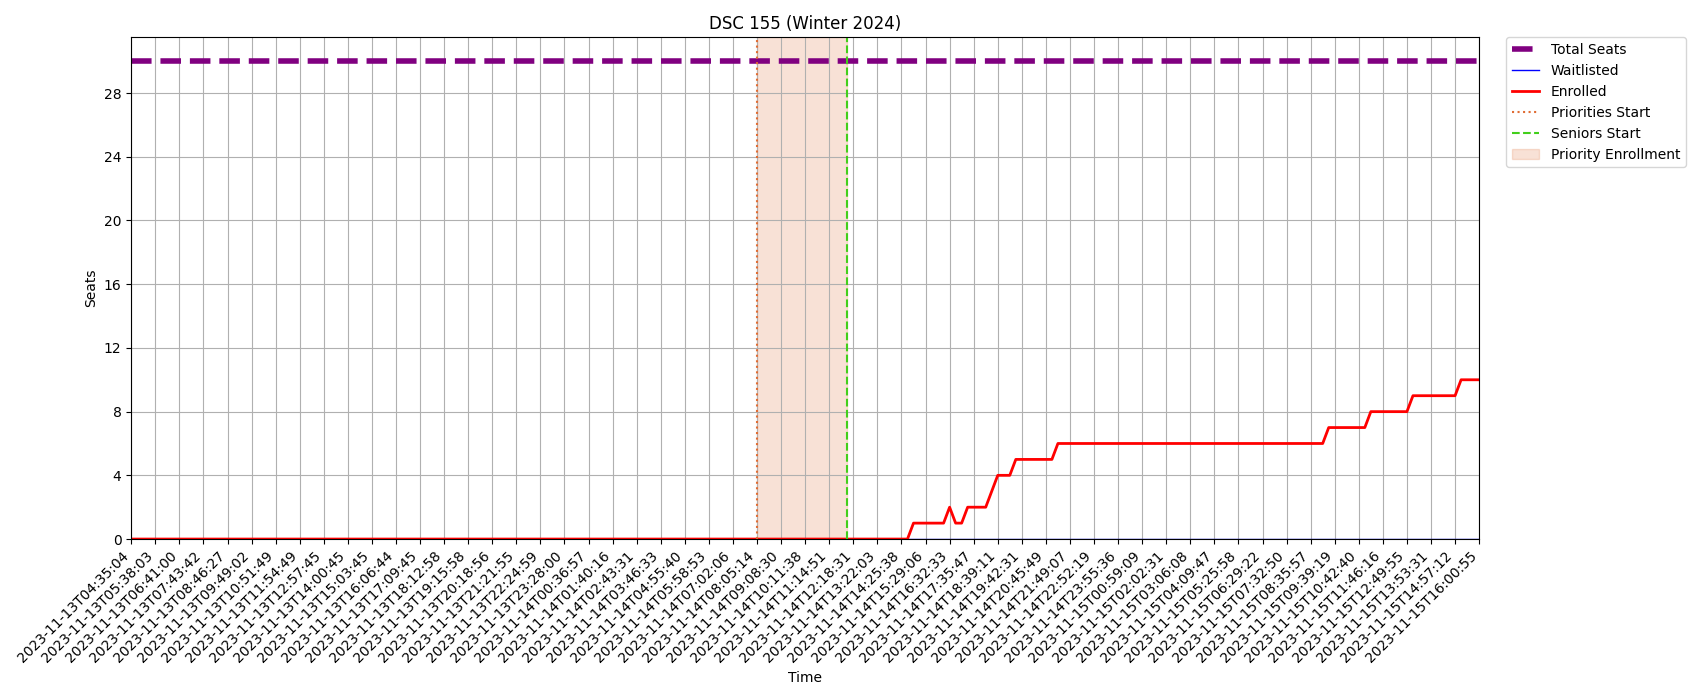 DSC 155 (Winter 2024)
Total Seats
Waitlisted
Enrolled
Priorities Start
Seniors Start
Priority Enrollment
Seats
28
24
20
16
12
8
4
0
2023-11-13T04:35:04
2023-11-13T05:38:03
2023-11-13T06:41:00
2023-11-13T07:43:42
2023-11-13T08:46:27
2023-11-13T09:49:02
2023-11-13T10:51:49
2023-11-13T11:54:49
2023-11-13T12:57:45
2023-11-13T14:00:45
2023-11-13T15:03:45
2023-11-13T16:06:44
2023-11-13T17:09:45
2023-11-13T18:12:58
2023-11-13T19:15:58
2023-11-13T20:18:56
2023-11-13T21:21:55
2023-11-13T22:24:59
2023-11-13T23:28:00
2023-11-14T00:36:57
2023-11-14T01:40:16
2023-11-14T02:43:31
2023-11-14T03:46:33
2023-11-14T04:55:40
2023-11-14T05:58:53
2023-11-14T07:02:06
2023-11-14T08:05:14
2023-11-14T09:08:30
2023-11-14T10:11:38
2023-11-14T11:14:51
2023-11-14T12:18:31
2023-11-14T13:22:03
2023-11-14T14:25:38
2023-11-14T15:29:06
2023-11-14T16:32:33
2023-11-14T17:35:47
2023-11-14T18:39:11
2023-11-14T19:42:31
2023-11-14T20:45:49
2023-11-14T21:49:07
2023-11-14T22:52:19
2023-11-14T23:55:36
2023-11-15T00:59:09
2023-11-15T02:02:31
2023-11-15T03:06:08
2023-11-15T04:09:47
2023-11-15T05:25:58
2023-11-15T06:29:22
2023-11-15T07:32:50
2023-11-15T08:35:57
2023-11-15T09:39:19
2023-11-15T10:42:40
2023-11-15T11:46:16
2023-11-15T12:49:55
2023-11-15T13:53:31
2023-11-15T14:57:12
2023-11-15T16:00:55
Time